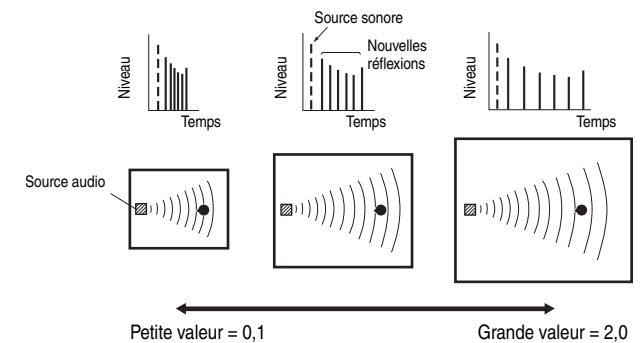 Source sonore
Nouvelles
réflexions
Niveau
Temps
Niveau
Temps
Niveau
Temps
Source audio
Petite valeur = 0,1
Grande valeur = 2,0